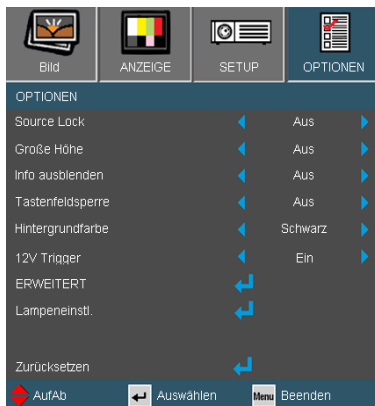 Bild ANZEIGE SETUP OPTIONEN
OPTIONEN
Source Lock Aus
Große Höhe Aus
Info ausblenden Aus
Tastenfeldsperre Aus
Hintergrundfarbe Schwarz
12V Trigger Ein
ERWEITERT
Lampeneinstl.
Zurücksetzen
AufAb Auswählen Menu Beenden